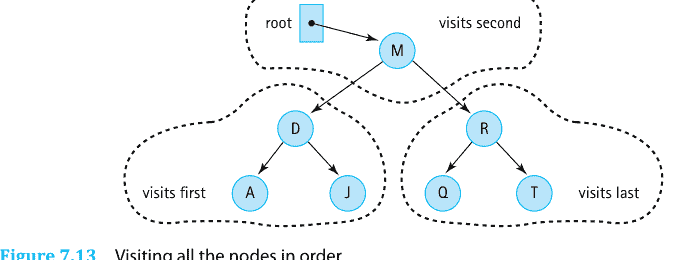 root
visits second
M
D
R
visits first
A
J
Q
T
visits last
Figure 7.13 Visiting all the nodes in order